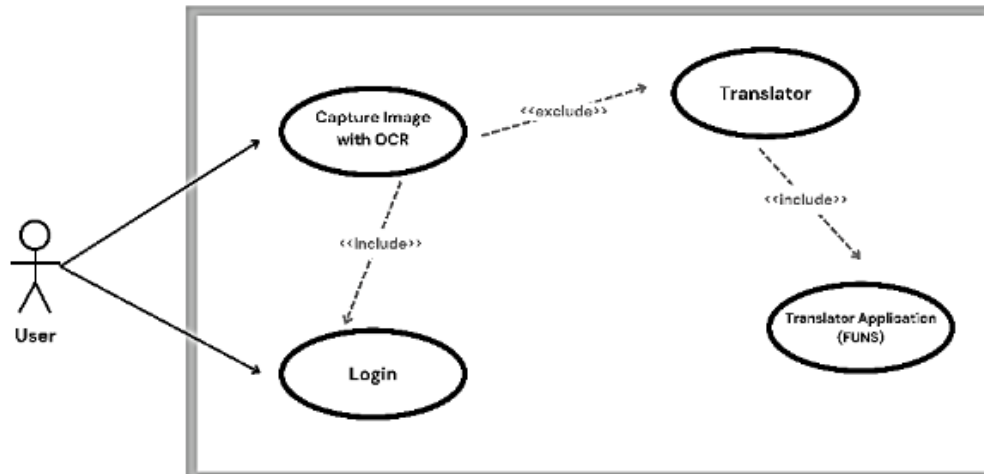 Capture Image
with OCR
<<exclude>>
Translator
<<include>>
<<include>>
User
Login
Translator Application
(FUNS)